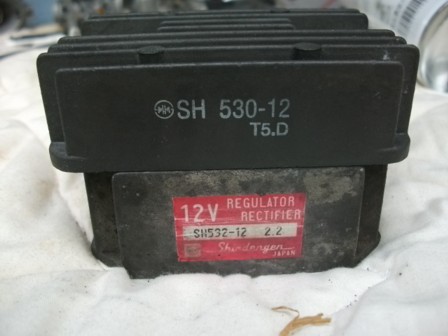 SH 530-12
T5.D
12V REGULATOR RECTIFIER
SH532-12 2.2
Shindengen
JAPAN